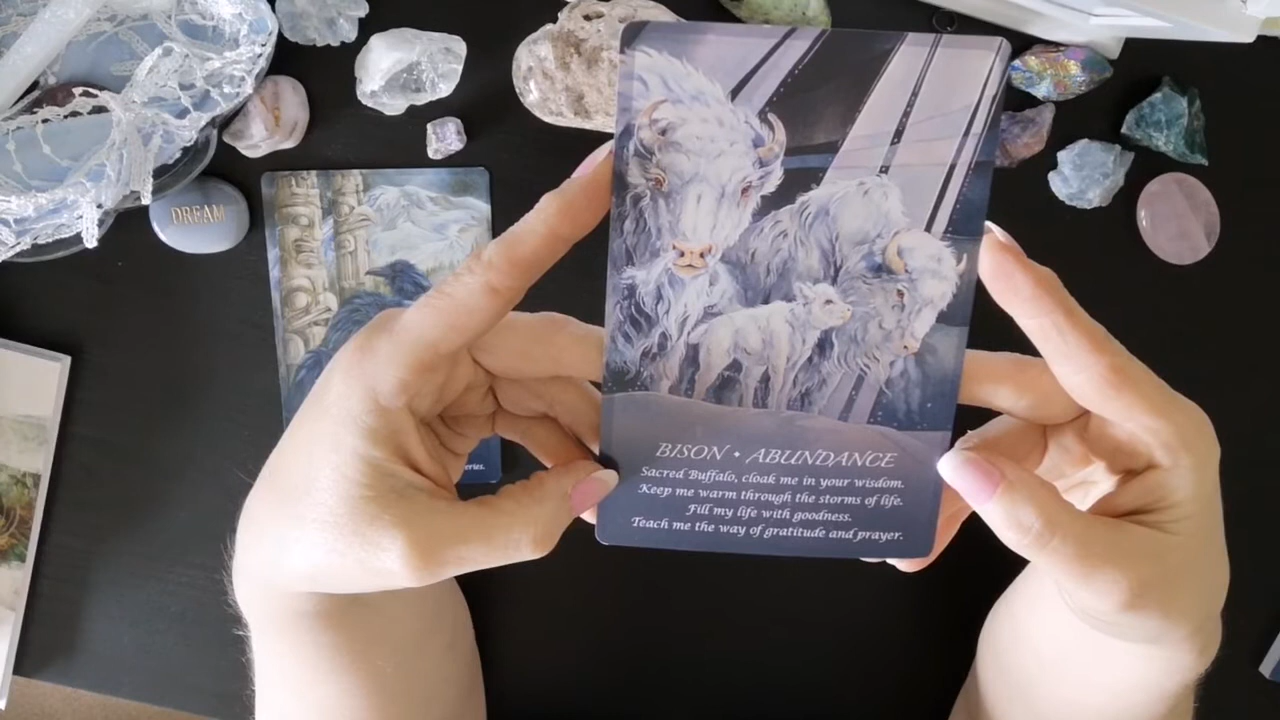 DREAM
BISON • ABUNDANCE
Sacred Buffalo, cloak me in your wisdom.
Keep me warm through the storms of life.
Fill my life with goodness.
Teach me the way of gratitude and prayer.